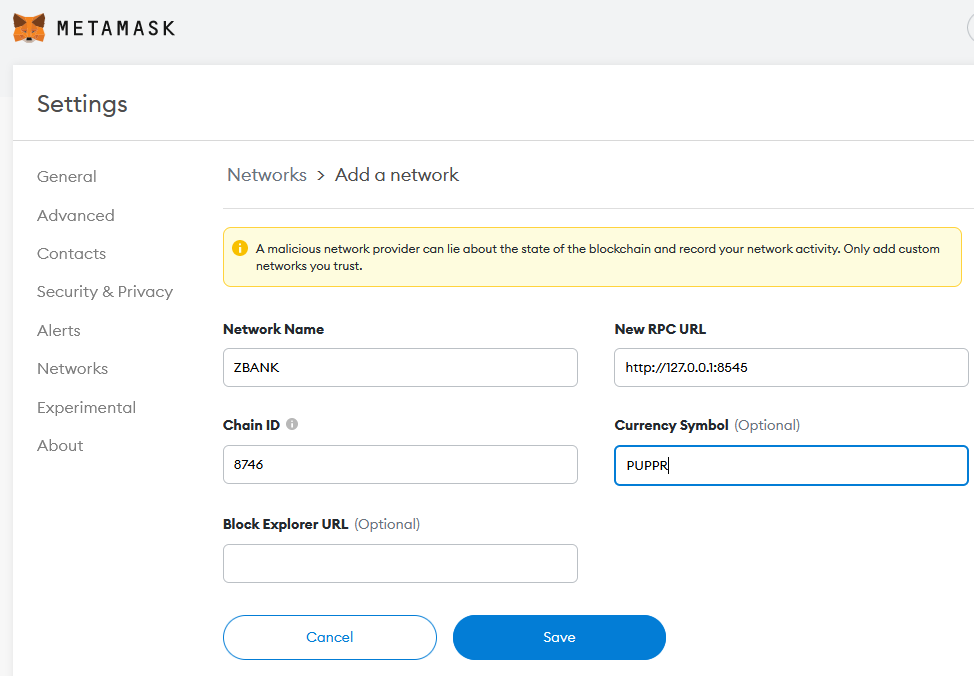 METAMASK
Settings
General
Advanced
Contacts
Security & Privacy
Alerts
Networks
Experimental
About
Networks > Add a network
A malicious network provider can lie about the state of the blockchain and record your network activity. Only add custom
networks you trust.
Network Name
ZBANK
New RPC URL
http://127.0.0.1:8545
Chain ID
8746
Currency Symbol (Optional)
PUPPR
Block Explorer URL (Optional)
Cancel
Save